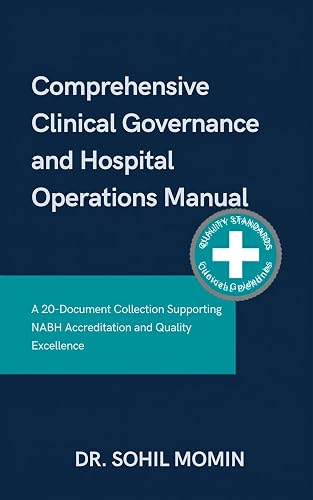 Comprehensive
Clinical Governance
and Hospital
Operations Manual
QUALITY STANDARDS
A 20-Document Collection Supporting
NABH Accreditation and Quality
Excellence
DR. SOHIL MOMIN